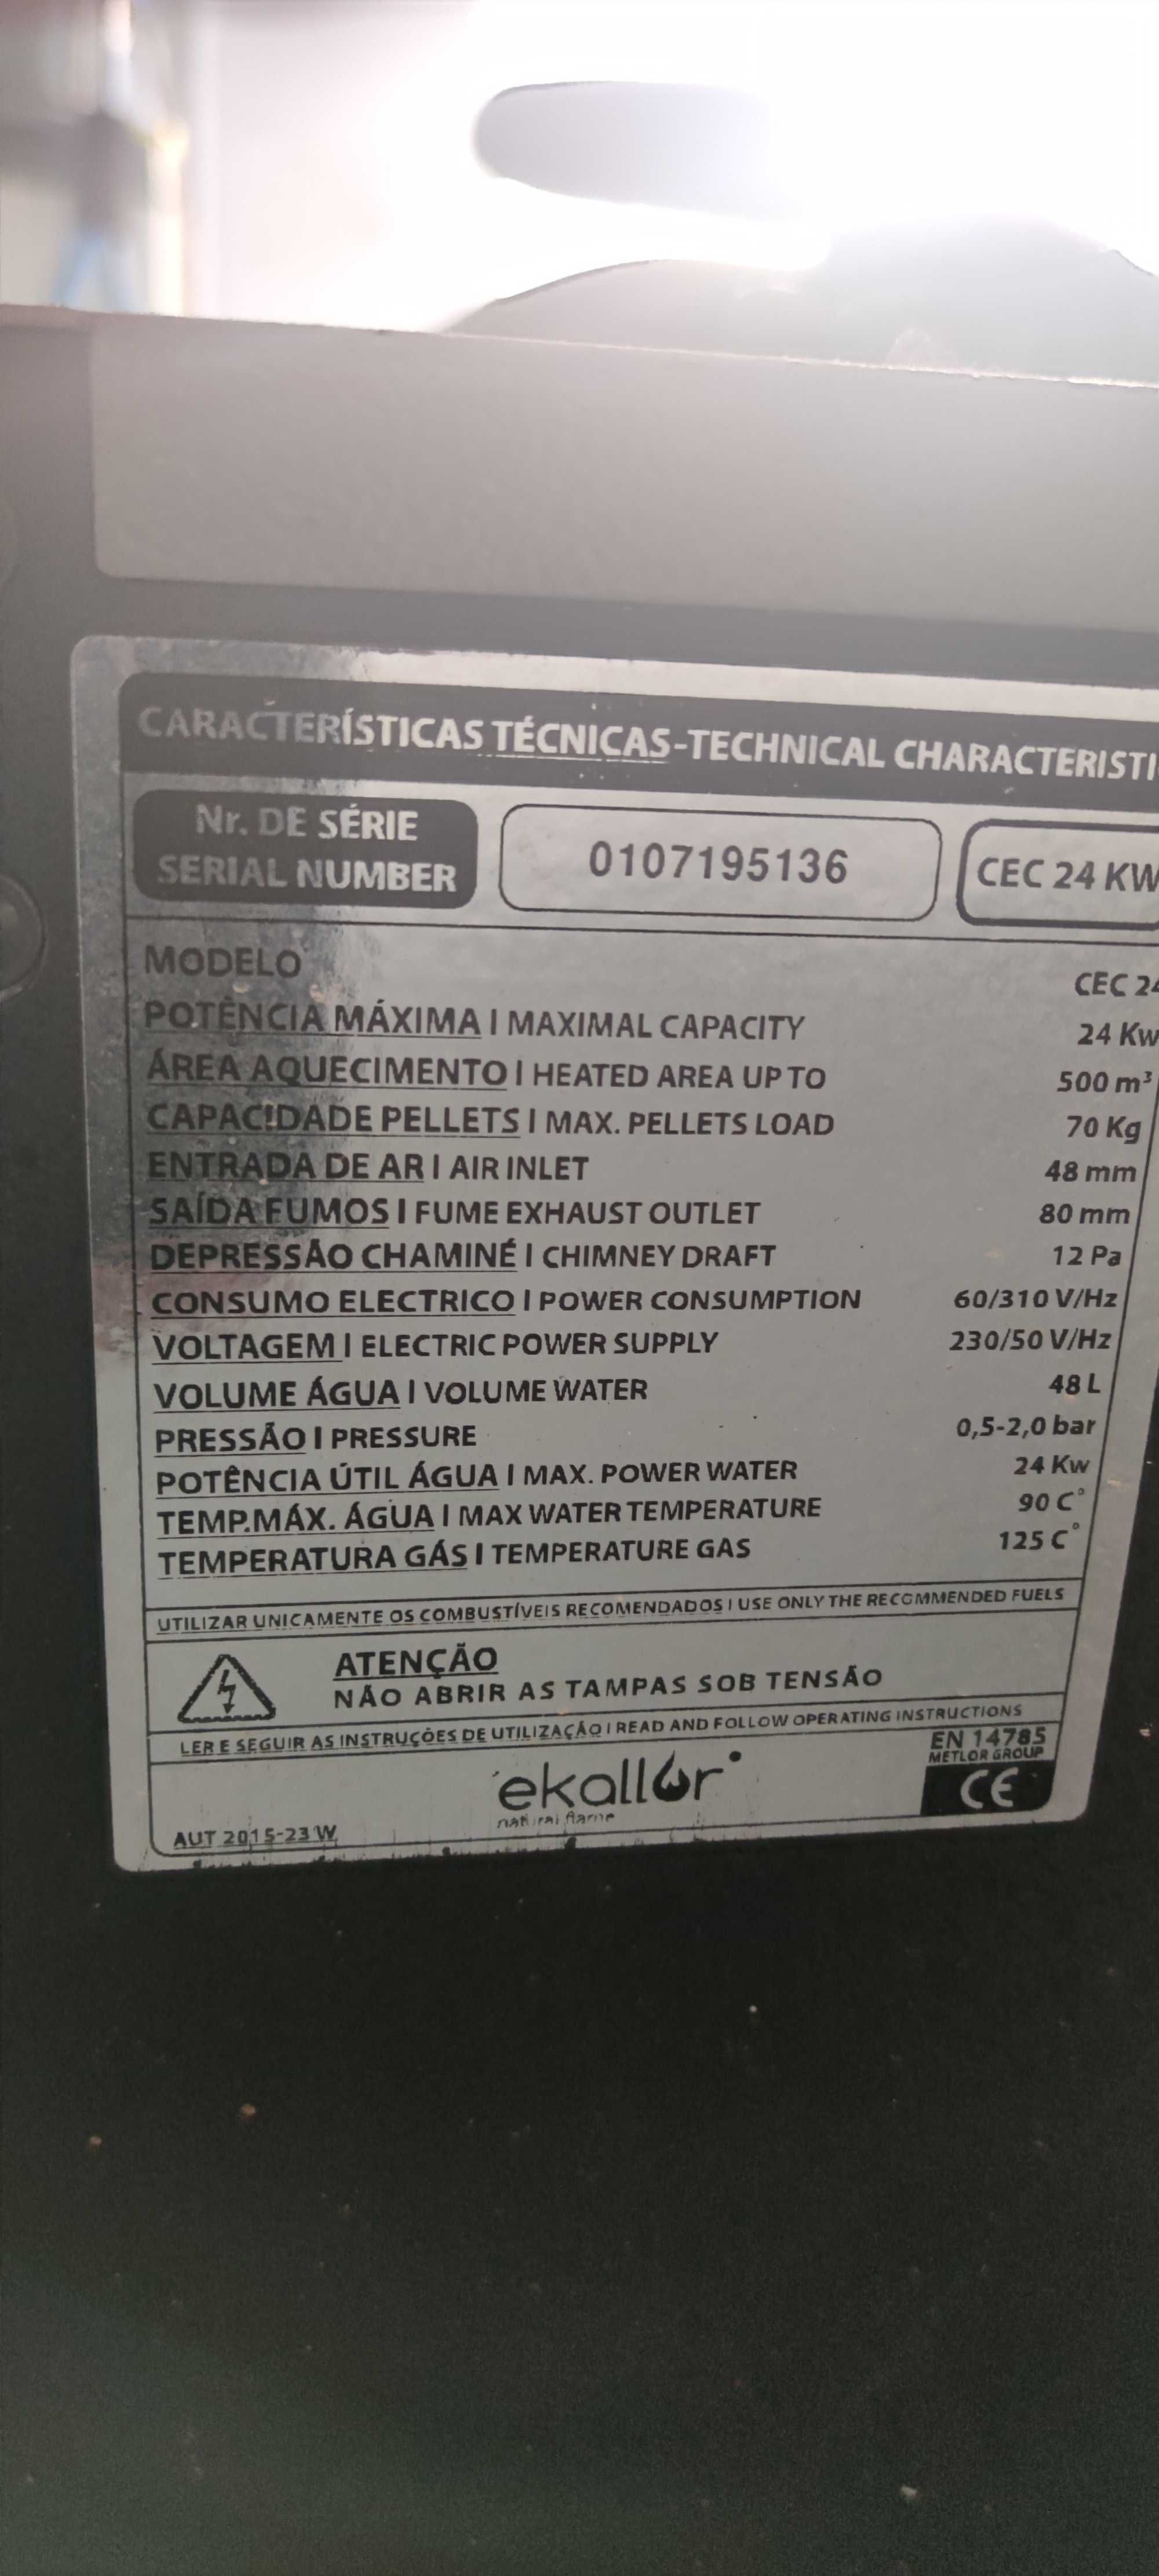 CARACTERÍSTICAS TÉCNICAS-TECHNICAL CHARACTERISTI
Nr. DE SÉRIE
SERIAL NUMBER
0107195136
CEC 24 KW
MODELO CEC 24
POTÊNCIA MÁXIMA I MAXIMAL CAPACITY 24 Kw
ÁREA AQUECIMENTO I HEATED AREA UP TO 500 m³
CAPACIDADE PELLETS I MAX. PELLETS LOAD 70 Kg
ENTRADA DE AR I AIR INLET 48 mm
SAÍDA FUMOS I FUME EXHAUST OUTLET 80 mm
DEPRESSÃO CHAMINÉ I CHIMNEY DRAFT 12 Pa
CONSUMO ELECTRICO I POWER CONSUMPTION 60/310 V/Hz
VOLTAGEM I ELECTRIC POWER SUPPLY 230/50 V/Hz
VOLUME ÁGUA I VOLUME WATER 48 L
PRESSÃO I PRESSURE 0,5-2,0 bar
POTÊNCIA ÚTIL ÁGUA I MAX. POWER WATER 24 Kw
TEMP.MÁX. ÁGUA I MAX WATER TEMPERATURE 90 C°
TEMPERATURA GÁS I TEMPERATURE GAS 125 C°
UTILIZAR UNICAMENTE OS COMBUSTÍVEIS RECOMENDADOS I USE ONLY THE RECOMMENDED FUELS
ATENÇÃO
NÃO ABRIR AS TAMPAS SOB TENSÃO
LER E SEGUIR AS INSTRUÇÕES DE UTILIZAÇÃO I READ AND FOLLOW OPERATING INSTRUCTIONS
EN 14785
METLOR GROUP
CE
ekallor
natural flame
AUT 2015-23 W